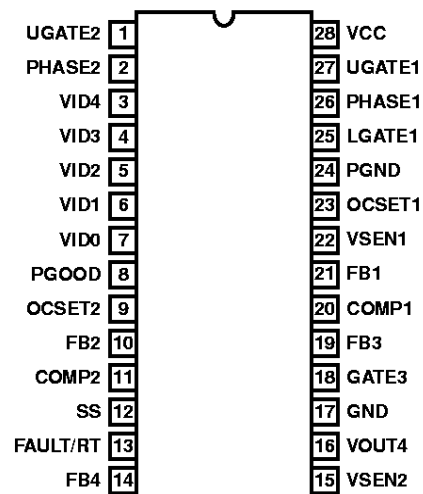 UGATE2 1 28 VCC
PHASE2 2 27 UGATE1
VID4 3 26 PHASE1
VID3 4 25 LGATE1
VID2 5 24 PGND
VID1 6 23 OCSET1
VID0 7 22 VSEN1
PGOOD 8 21 FB1
OCSET2 9 20 COMP1
FB2 10 19 FB3
COMP2 11 18 GATE3
SS 12 17 GND
FAULT/RT 13 16 VOUT4
FB4 14 15 VSEN2